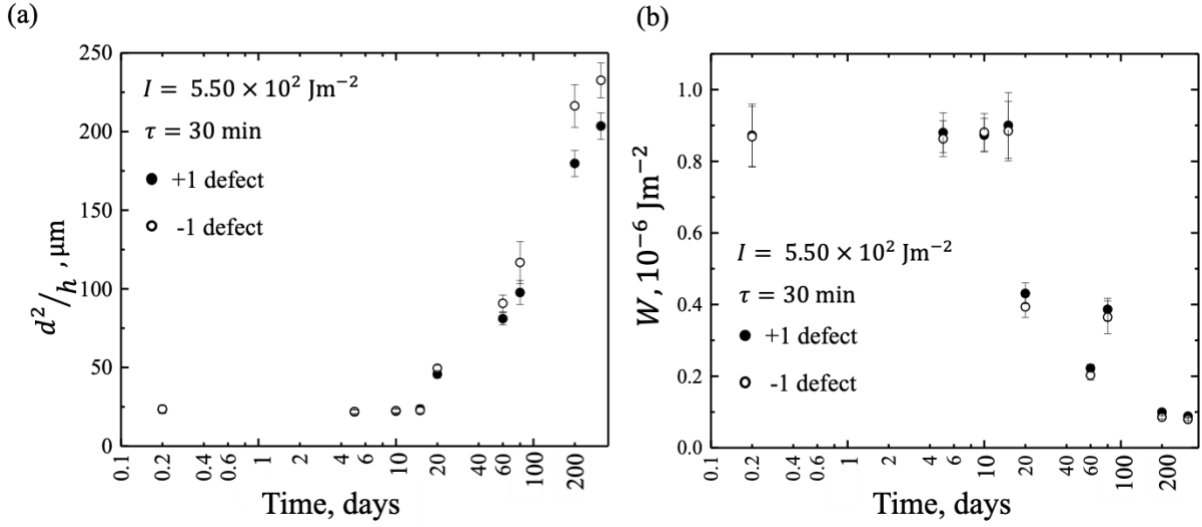 (a)
250
200
150
100
50
0
d²/h, μm
I = 5.50 × 10² Jm⁻²
τ = 30 min
+1 defect
-1 defect
0.1
0.2
0.4
1
2
4
6
10
20
40
60
100
200
Time, days
(b)
1.0
0.8
0.6
0.4
0.2
0.0
W, 10⁻⁶ Jm⁻²
I = 5.50 × 10² Jm⁻²
τ = 30 min
+1 defect
-1 defect
0.1
0.2
0.4
1
2
4
6
10
20
40
60
100
200
Time, days